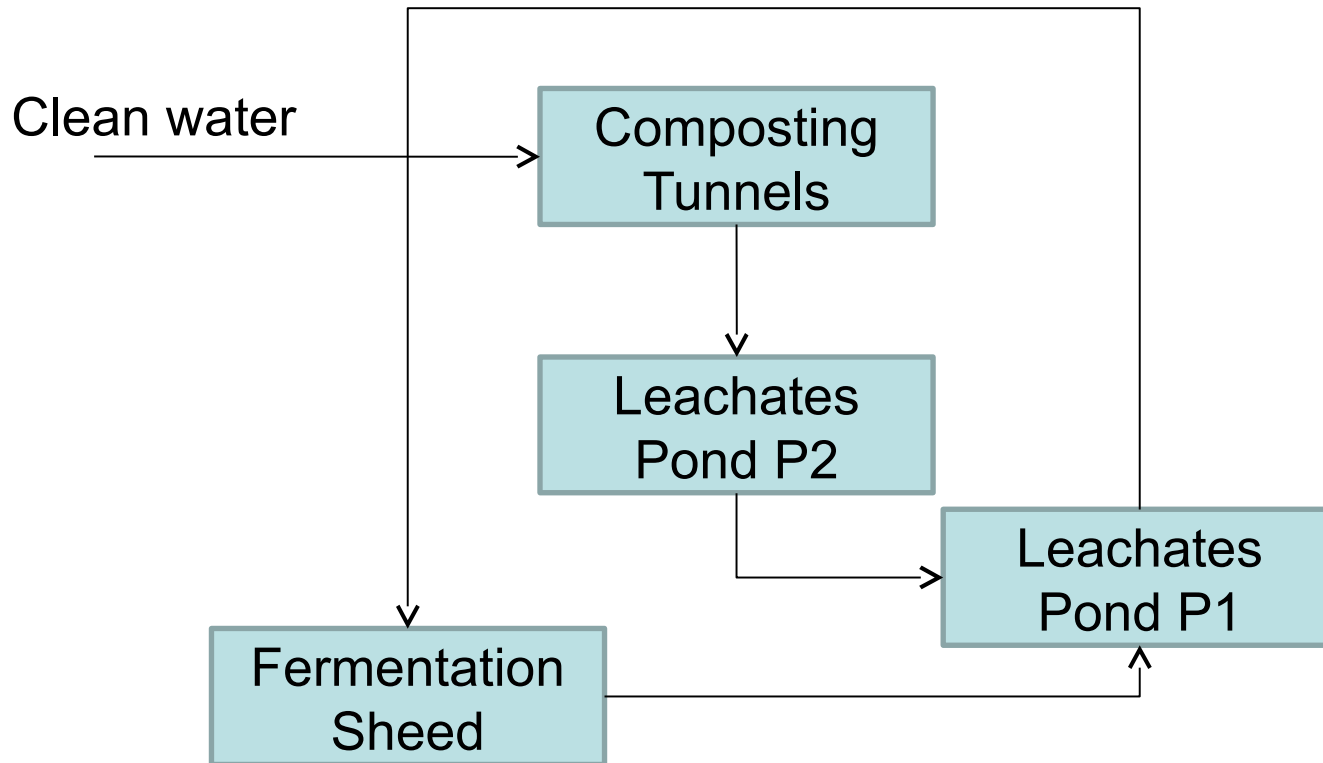 Clean water
Composting
Tunnels
Leachates
Pond P2
Leachates
Pond P1
Fermentation
Sheed